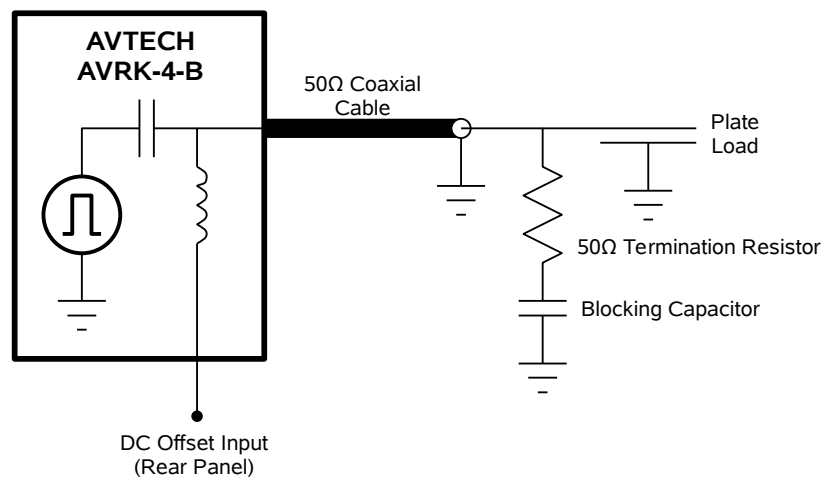 AVTECH
AVRK-4-B
50Ω Coaxial
Cable
Plate
Load
50Ω Termination Resistor
Blocking Capacitor
DC Offset Input
(Rear Panel)